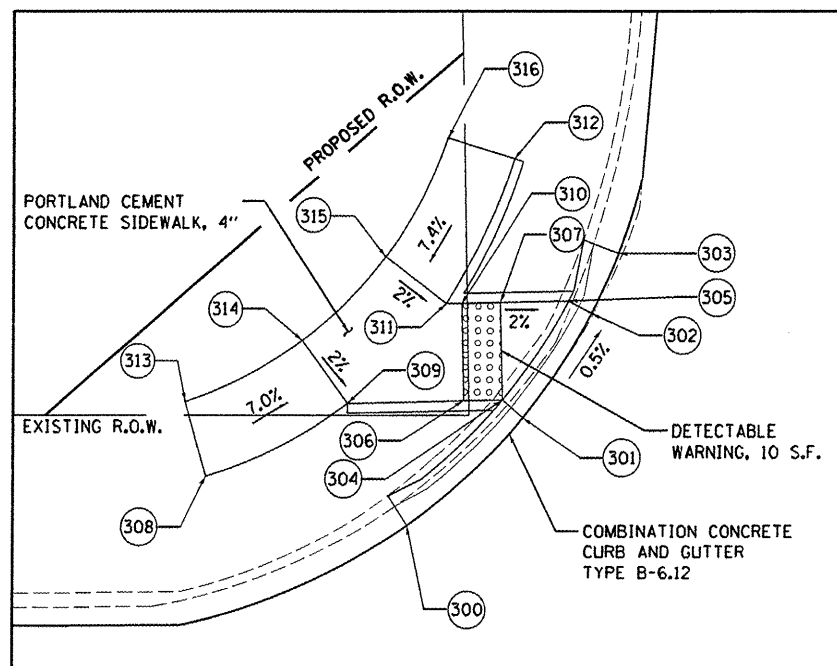 316
312
PROPOSED R.O.W.
PORTLAND CEMENT
CONCRETE SIDEWALK, 4"
310
315
307
7.4%
303
314
2%
311
2%
305
302
313
2%
309
0.5%
7.0%
EXISTING R.O.W.
306
301
DETECTABLE
WARNING, 10 S.F.
304
308
COMBINATION CONCRETE
CURB AND GUTTER
TYPE B-6.12
300